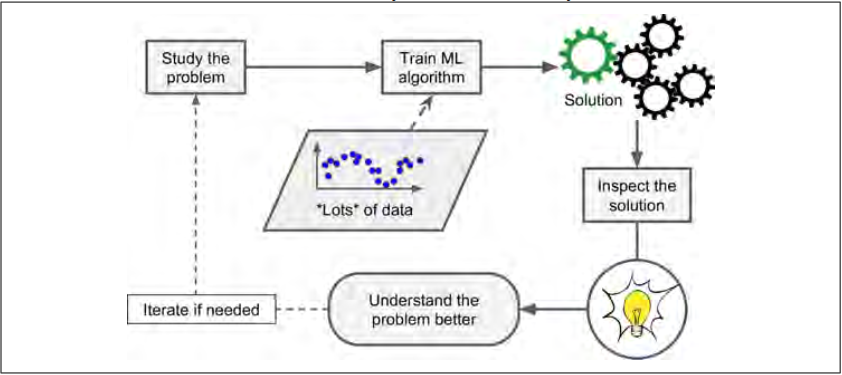 Study the
problem
Train ML
algorithm
Solution
*Lots* of data
Inspect the
solution
Understand the
problem better
Iterate if needed